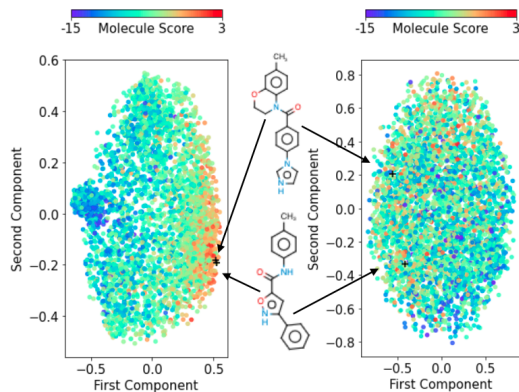 -15 Molecule Score 3
-15 Molecule Score 3
0.6
0.4
0.2
0.0
−0.2
−0.4
Second Component
−0.5 0.0 0.5
First Component
CH₃
O
N
O
N
N
H
CH₃
NH
O
O
N
H
0.8
0.6
0.4
0.2
0.0
−0.2
−0.4
−0.6
−0.8
Second Component
−0.5 0.0 0.5
First Component